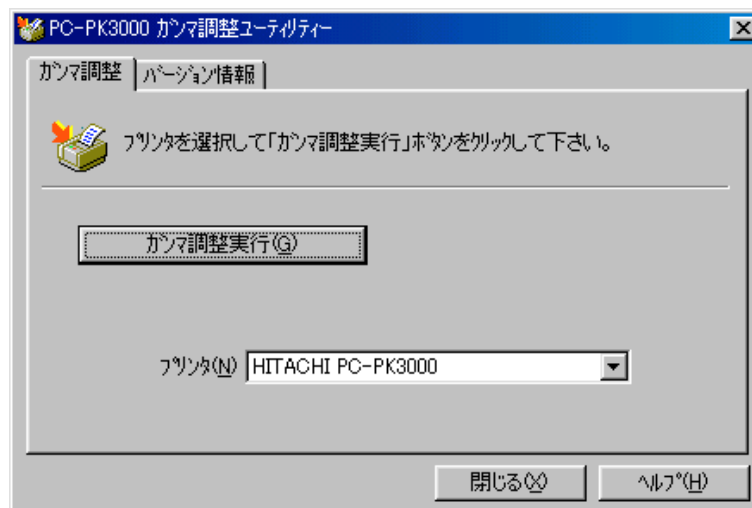 PC-PK3000 ガンマ調整ユーティリティー
ガンマ調整 バージョン情報
プリンタを選択して「ガンマ調整実行」ボタンをクリックして下さい。
ガンマ調整実行(G)
プリンタ(N) HITACHI PC-PK3000
閉じる(X) ヘルプ(H)